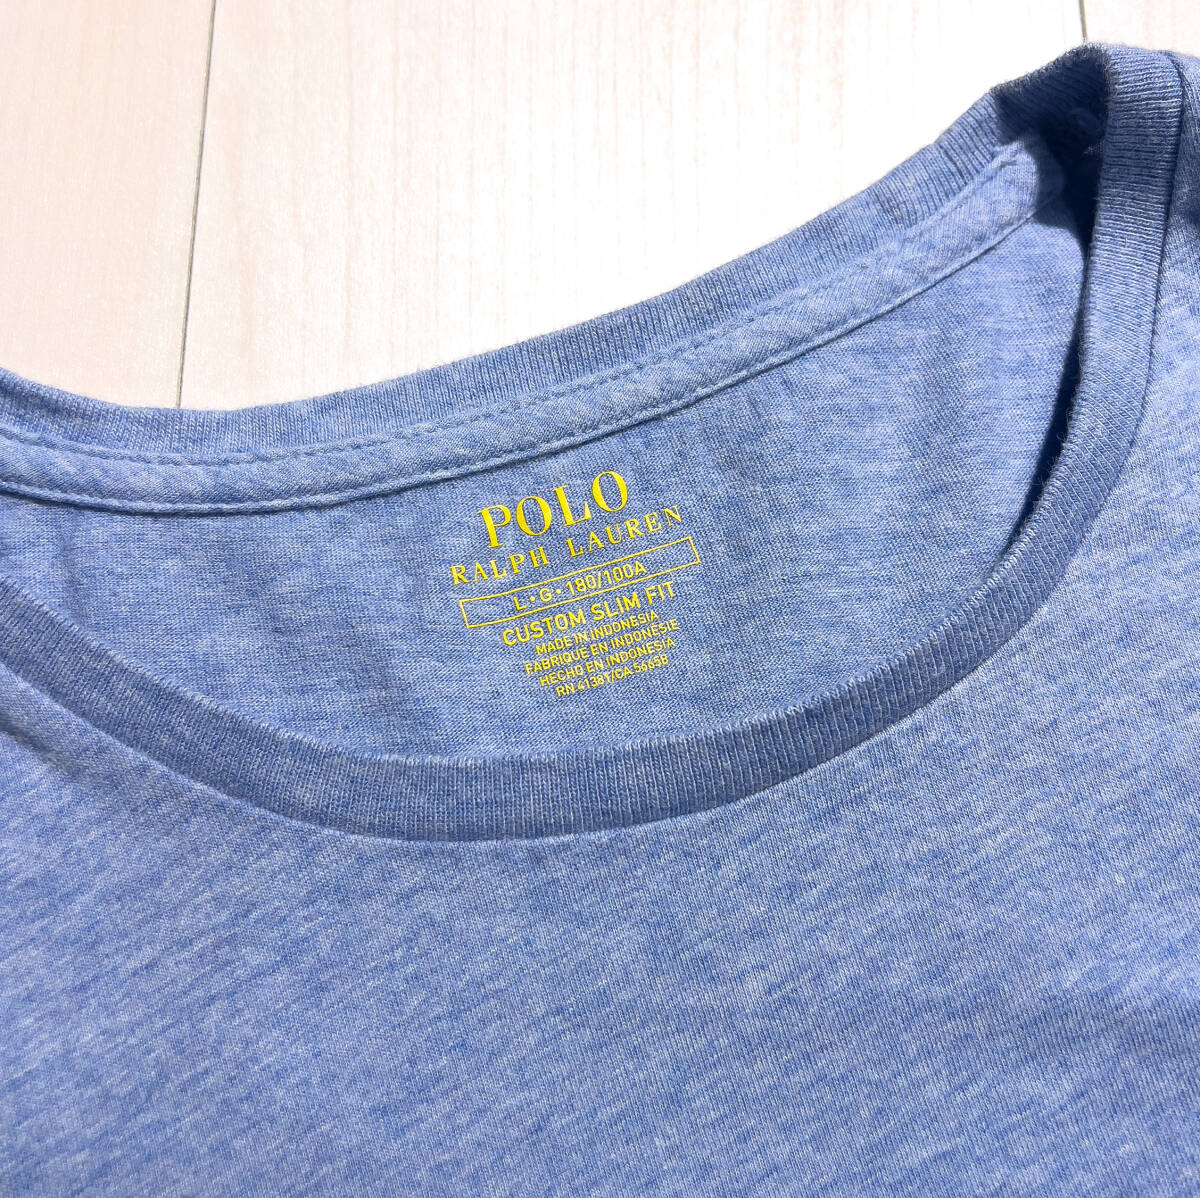 POLO
RALPH LAUREN
L•G•180/100A
CUSTOM SLIM FIT
MADE IN INDONESIA
FABRIQUE EN INDONÉSIE
HECHO EN INDONESIA
RN 41381/CA 56658